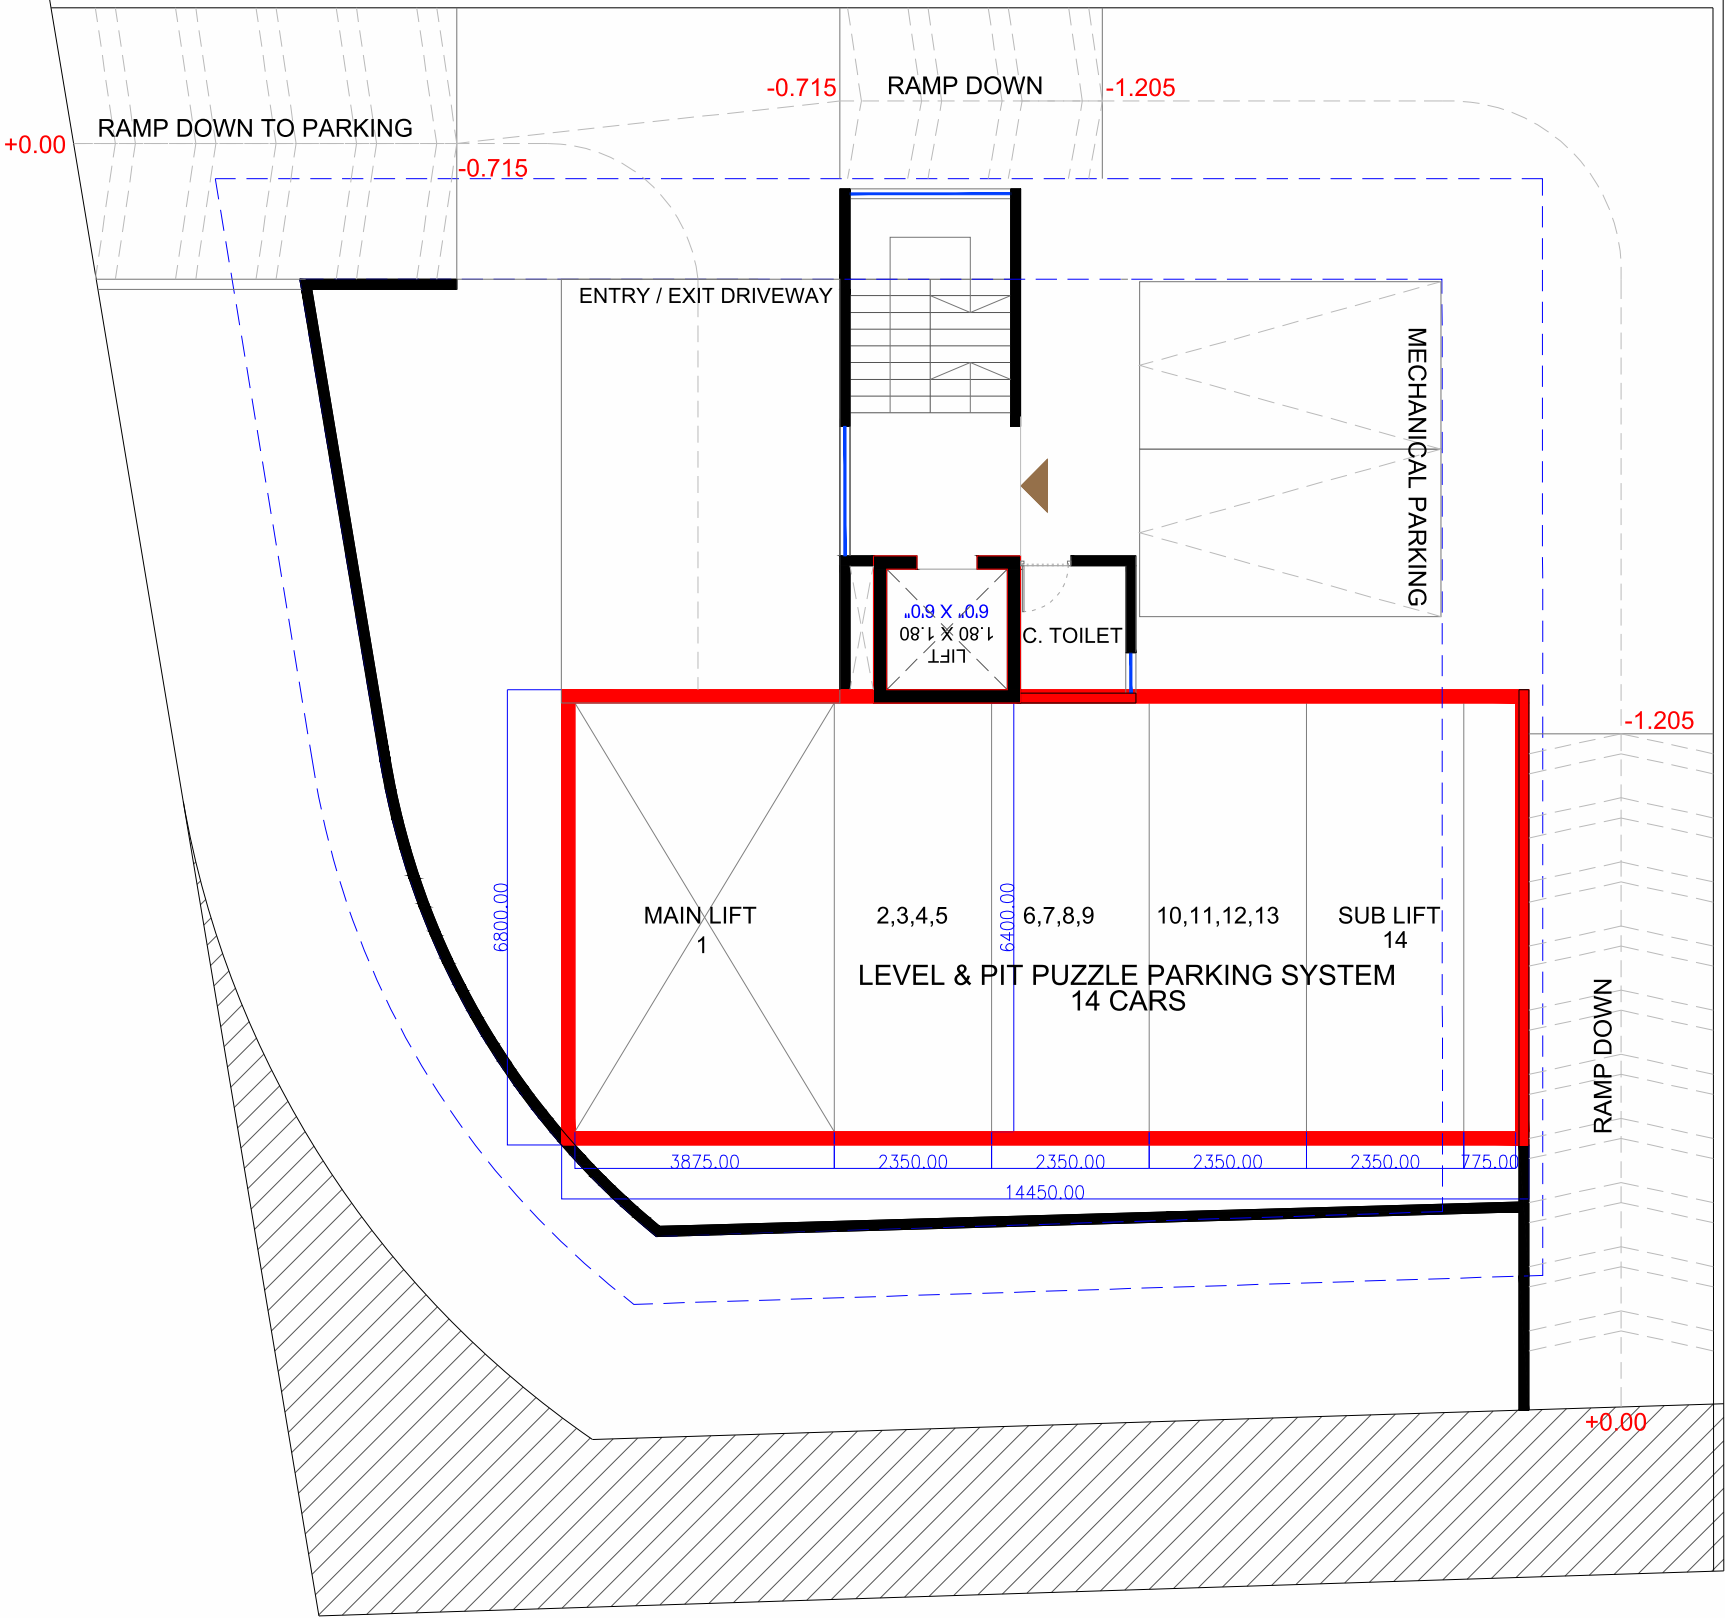 RAMP DOWN
-0.715
-1.205
RAMP DOWN TO PARKING
+0.00
-0.715
ENTRY / EXIT DRIVEWAY
MECHANICAL PARKING
6'0" X 6'0"
1.80 X 1.80
LIFT
C. TOILET
-1.205
6800.00
6400.00
MAIN LIFT
1
2,3,4,5
6,7,8,9
10,11,12,13
SUB LIFT
14
LEVEL & PIT PUZZLE PARKING SYSTEM
14 CARS
RAMP DOWN
3875.00
2350.00
2350.00
2350.00
2350.00
775.00
14450.00
+0.00